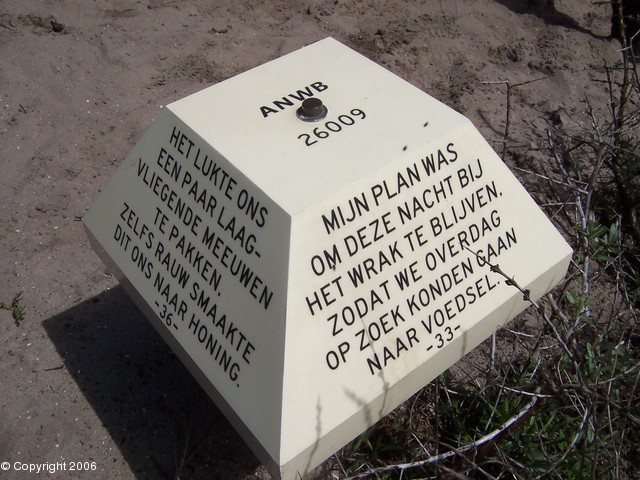 ANWB
26009
HET LUKTE ONS
EEN PAAR LAAG-
VLIEGENDE MEEUWEN
TE PAKKEN,
ZELFS RAUW SMAAKTE
DIT ONS NAAR HONING.
-36-
MIJN PLAN WAS
OM DEZE NACHT BIJ
HET WRAK TE BLIJVEN,
ZODAT WE OVERDAG
OP ZOEK KONDEN GAAN
NAAR VOEDSEL.
-33-
© Copyright 2006